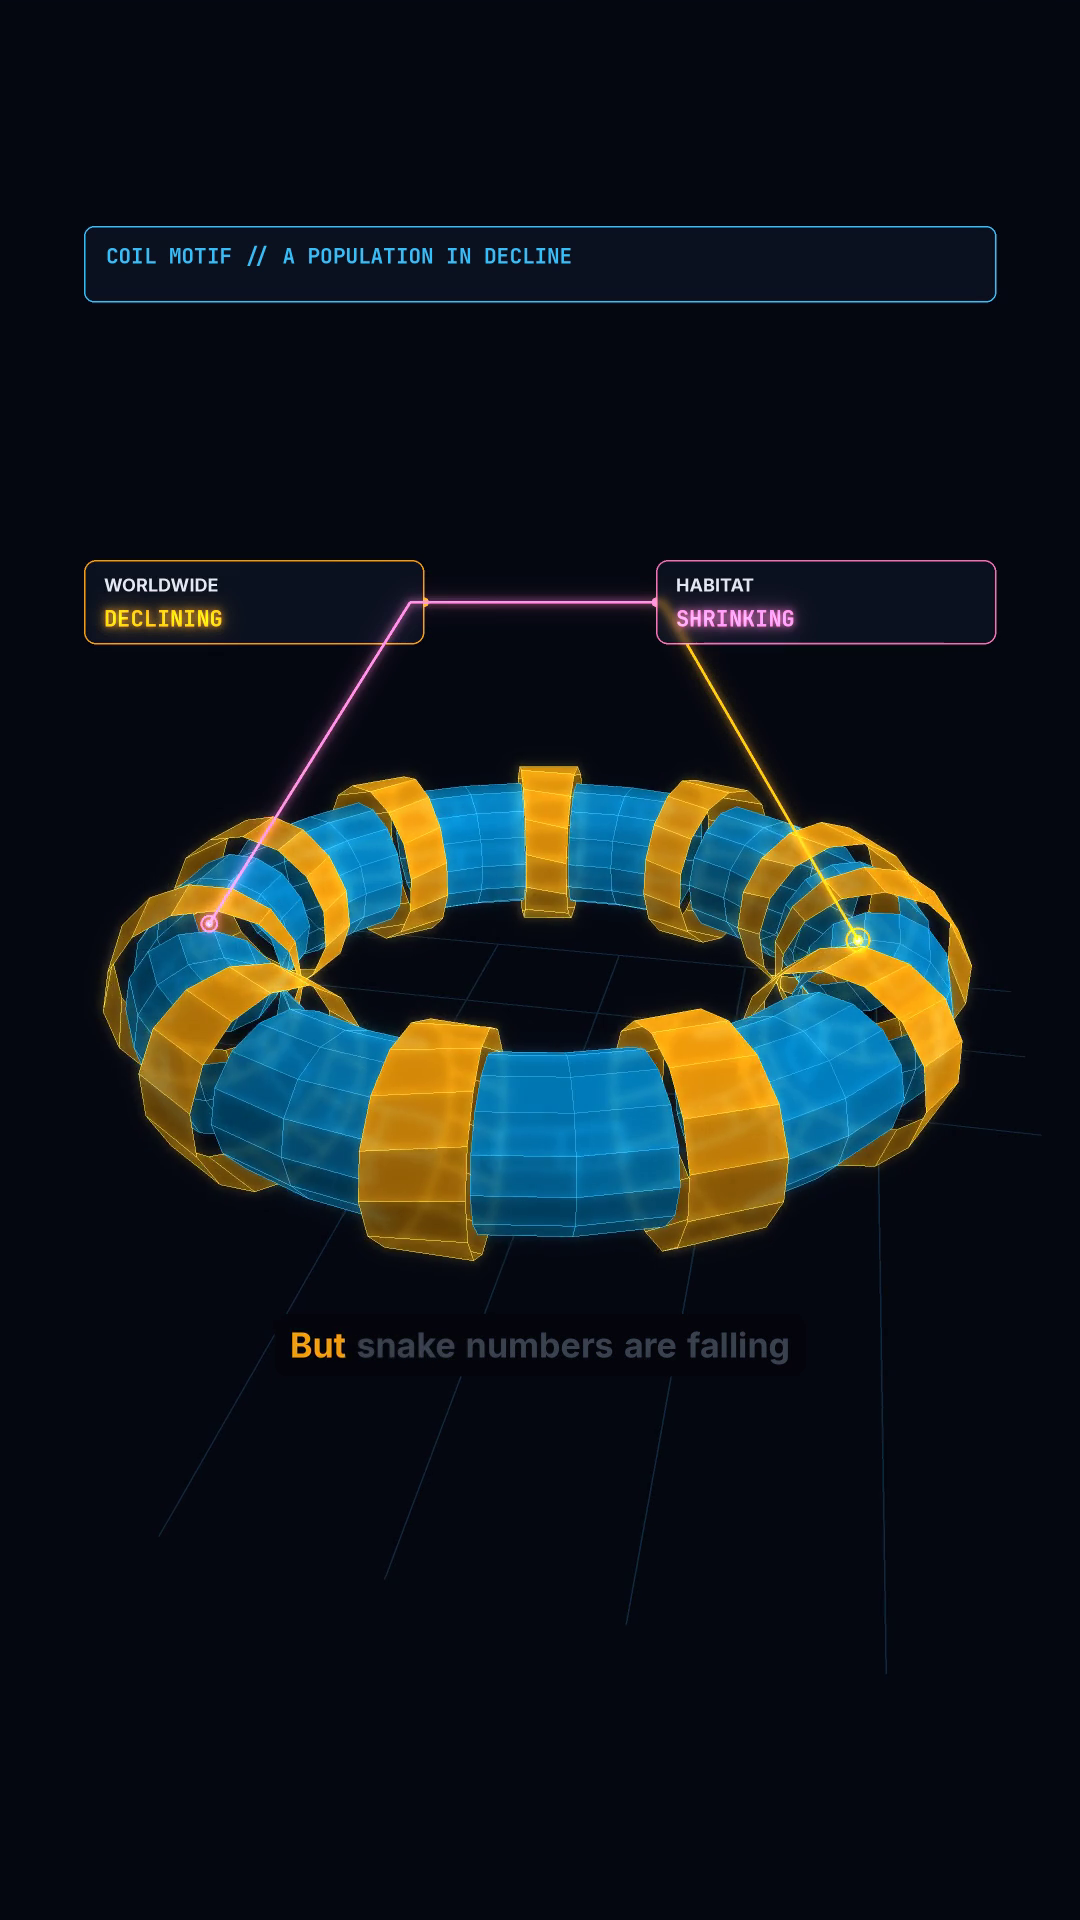 COIL MOTIF // A POPULATION IN DECLINE
WORLDWIDE
DECLINING
HABITAT
SHRINKING
But snake numbers are falling